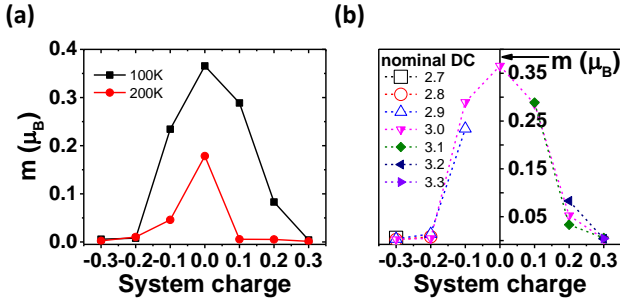 (a)
(b)
0.4
0.3
0.2
0.1
0.0
m (μB)
100K
200K
-0.3 -0.2 -0.1 0.0 0.1 0.2 0.3
System charge
nominal DC
2.7
2.8
2.9
3.0
3.1
3.2
3.3
m (μB)
0.35
0.25
0.15
0.05
-0.3 -0.2 -0.1 0.0 0.1 0.2 0.3
System charge